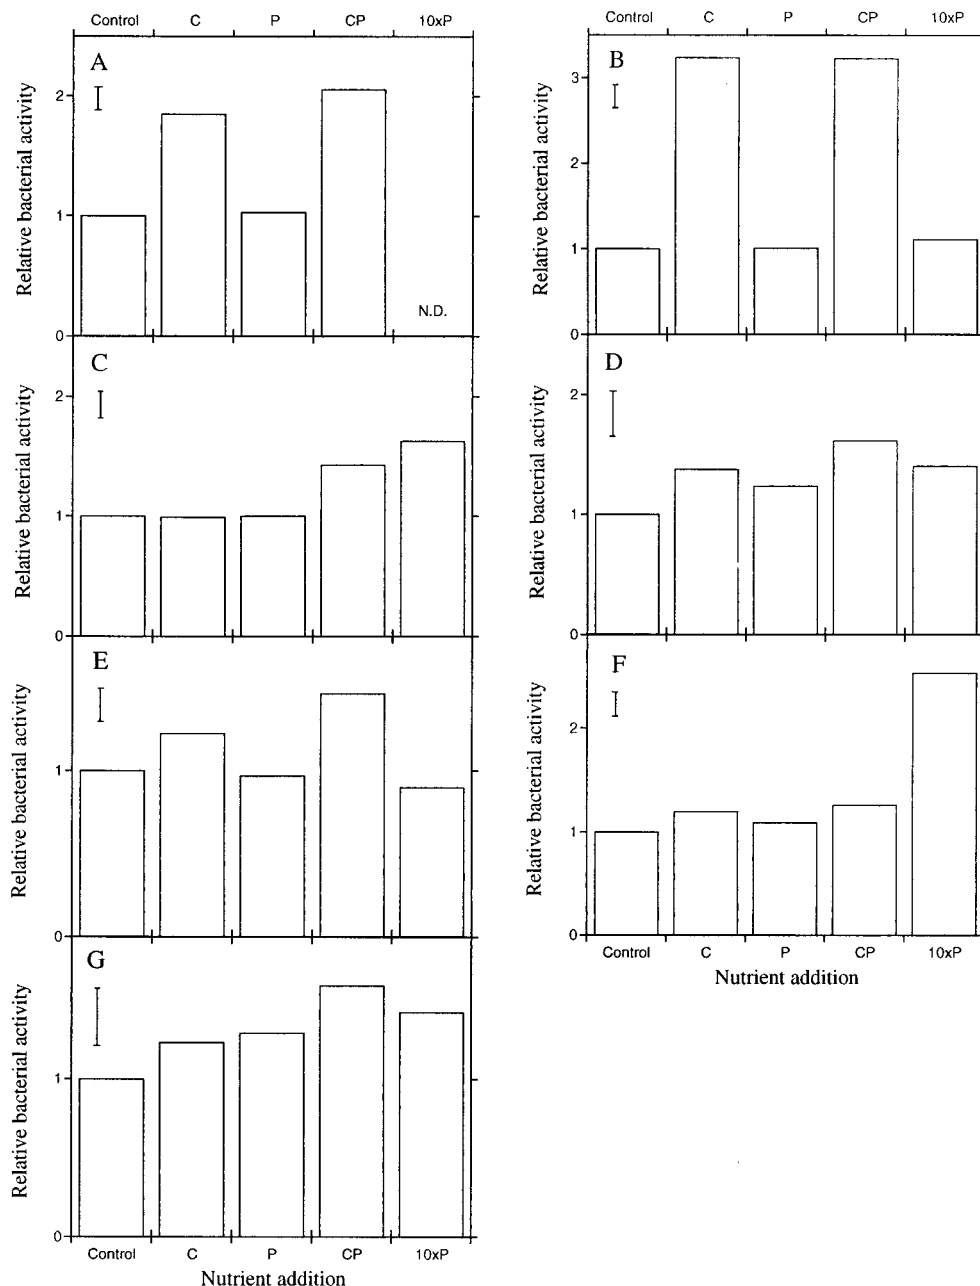 Control C P CP 10xP
A
Relative bacterial activity
2
1
0
N.D.
Control C P CP 10xP
B
Relative bacterial activity
3
2
1
0
C
Relative bacterial activity
2
1
0
D
Relative bacterial activity
2
1
0
E
Relative bacterial activity
1
0
F
Relative bacterial activity
2
1
0
Control C P CP 10xP
Nutrient addition
G
Relative bacterial activity
1
0
Control C P CP 10xP
Nutrient addition